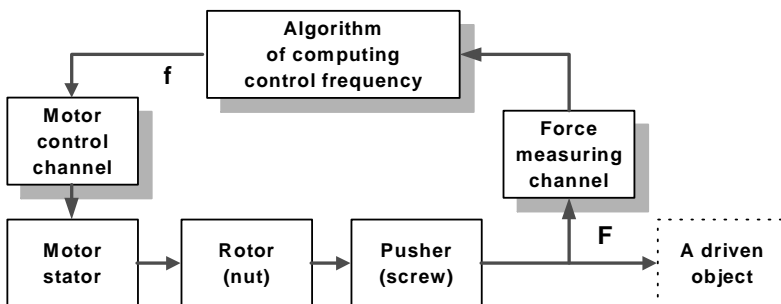 Algorithm
of computing
control frequency
f
Motor
control
channel
Force
measuring
channel
F
Motor
stator
Rotor
(nut)
Pusher
(screw)
A driven
object